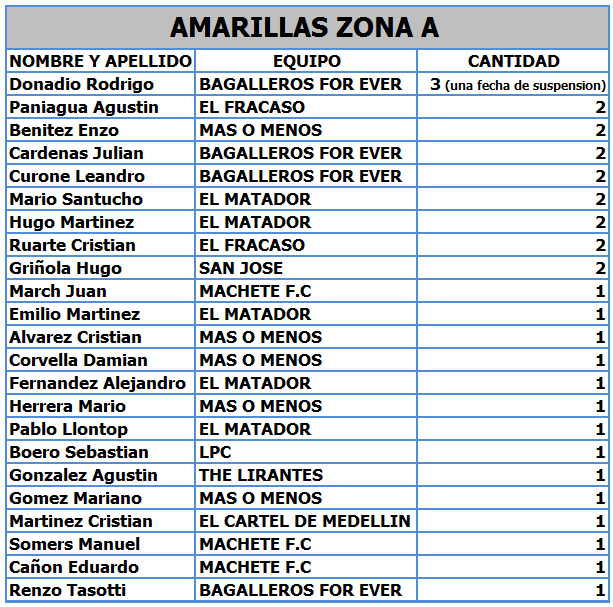 AMARILLAS ZONA A
NOMBRE Y APELLIDO EQUIPO CANTIDAD
Donadio Rodrigo BAGALLEROS FOR EVER 3 (una fecha de suspension)
Paniagua Agustin EL FRACASO 2
Benitez Enzo MAS O MENOS 2
Cardenas Julian BAGALLEROS FOR EVER 2
Curone Leandro BAGALLEROS FOR EVER 2
Mario Santucho EL MATADOR 2
Hugo Martinez EL MATADOR 2
Ruarte Cristian EL FRACASO 2
Griñola Hugo SAN JOSE 2
March Juan MACHETE F.C 1
Emilio Martinez EL MATADOR 1
Alvarez Cristian MAS O MENOS 1
Corvella Damian MAS O MENOS 1
Fernandez Alejandro EL MATADOR 1
Herrera Mario MAS O MENOS 1
Pablo Llontop EL MATADOR 1
Boero Sebastian LPC 1
Gonzalez Agustin THE LIRANTES 1
Gomez Mariano MAS O MENOS 1
Martinez Cristian EL CARTEL DE MEDELLIN 1
Somers Manuel MACHETE F.C 1
Cañon Eduardo MACHETE F.C 1
Renzo Tasotti BAGALLEROS FOR EVER 1